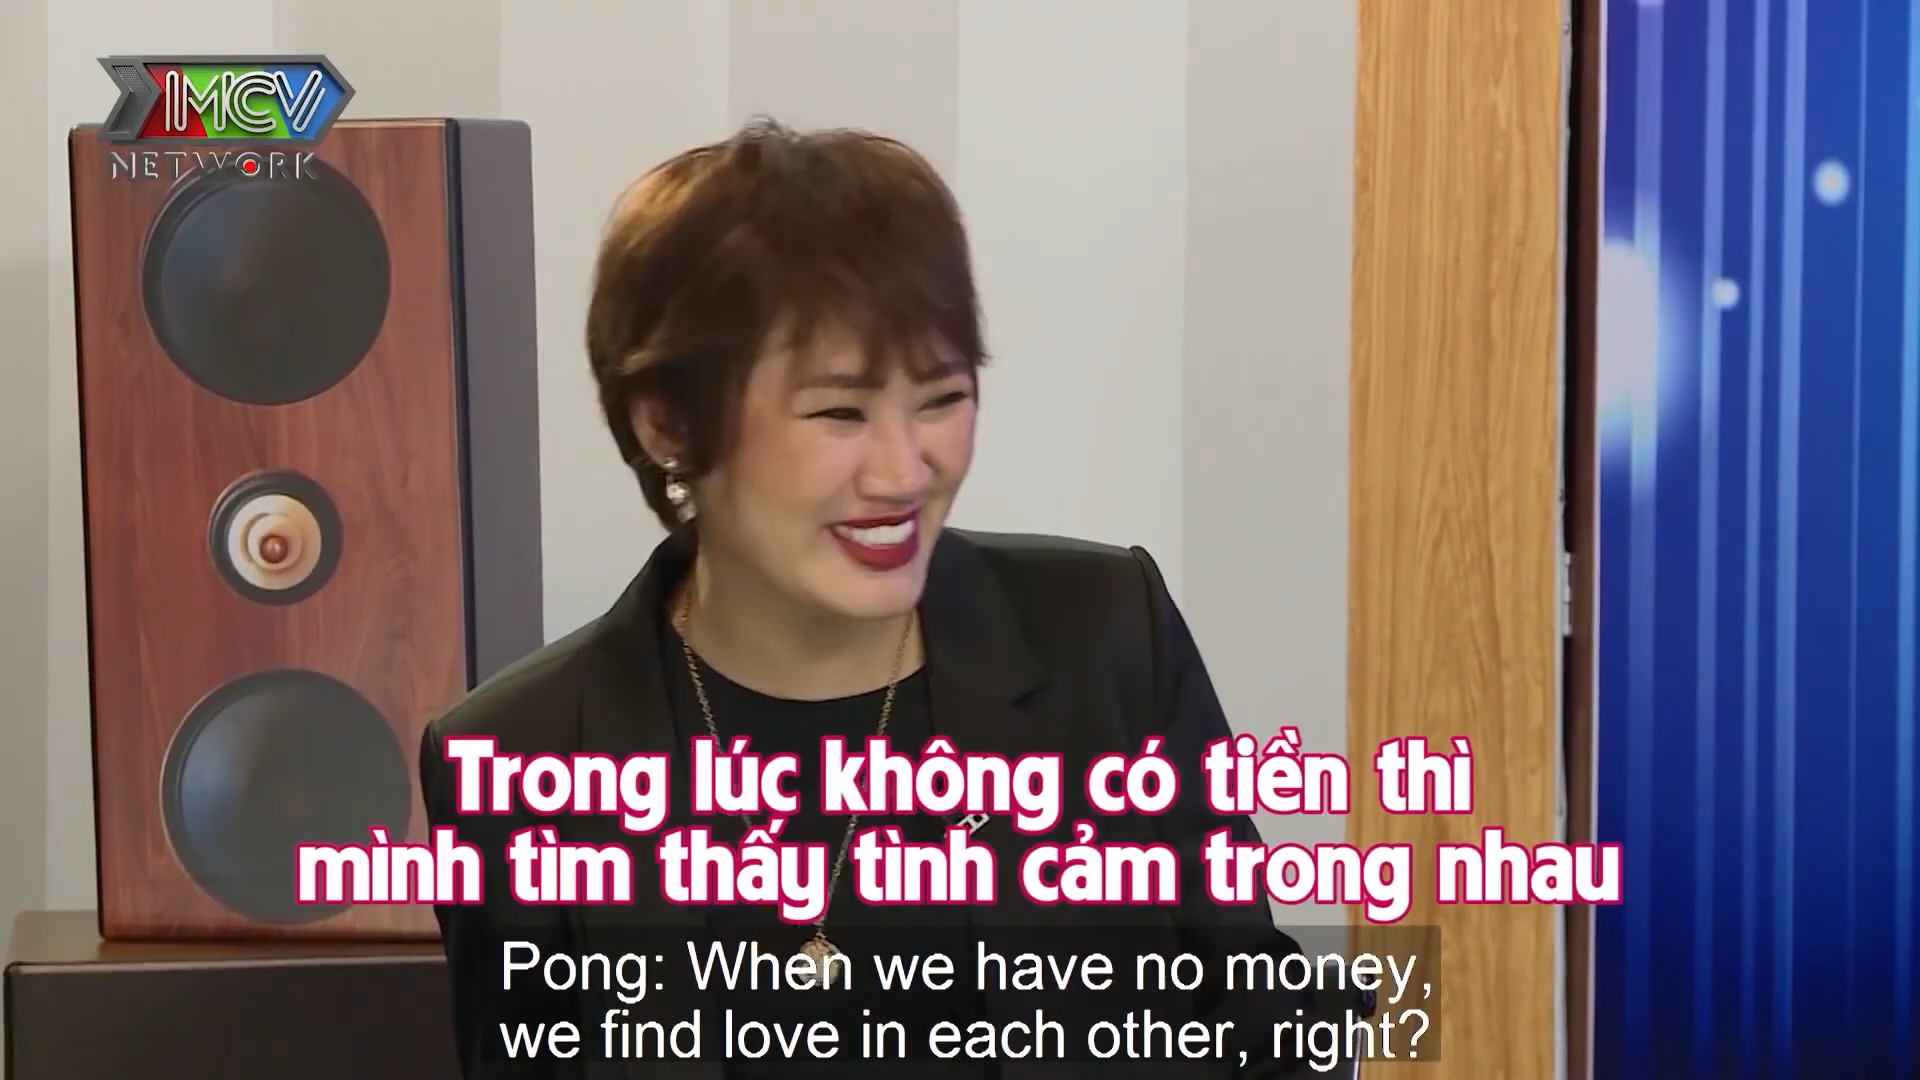 MCV
NETWORK
Trong lúc không có tiền thì
mình tìm thấy tình cảm trong nhau
Pong: When we have no money,
we find love in each other, right?